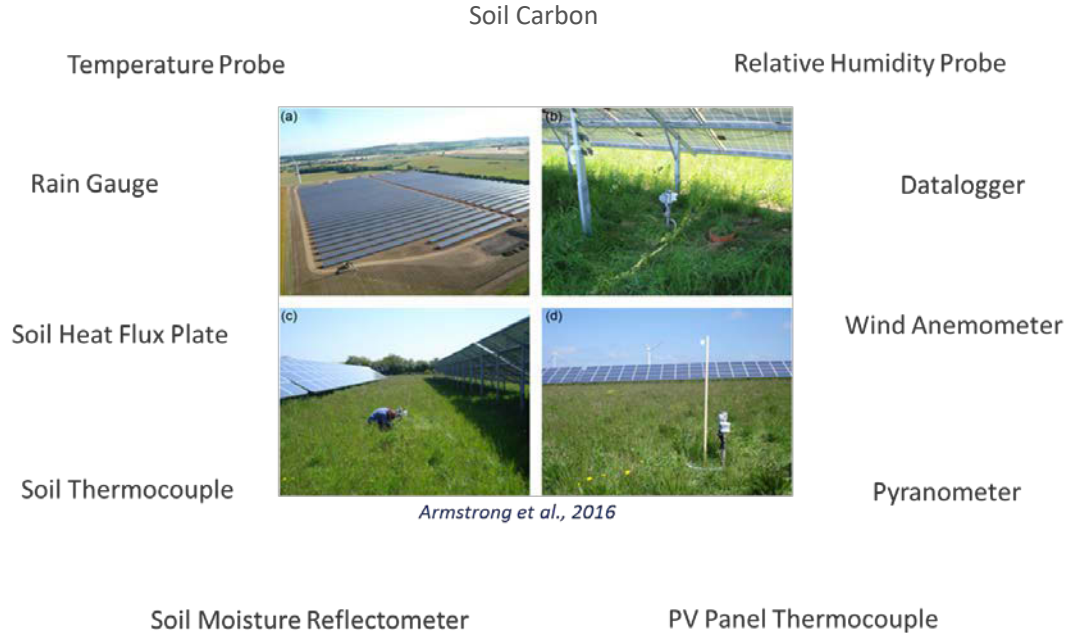 Soil Carbon
Temperature Probe
Relative Humidity Probe
(a)
(b)
Rain Gauge
Datalogger
(c)
(d)
Soil Heat Flux Plate
Wind Anemometer
Soil Thermocouple
Pyranometer
Armstrong et al., 2016
Soil Moisture Reflectometer
PV Panel Thermocouple